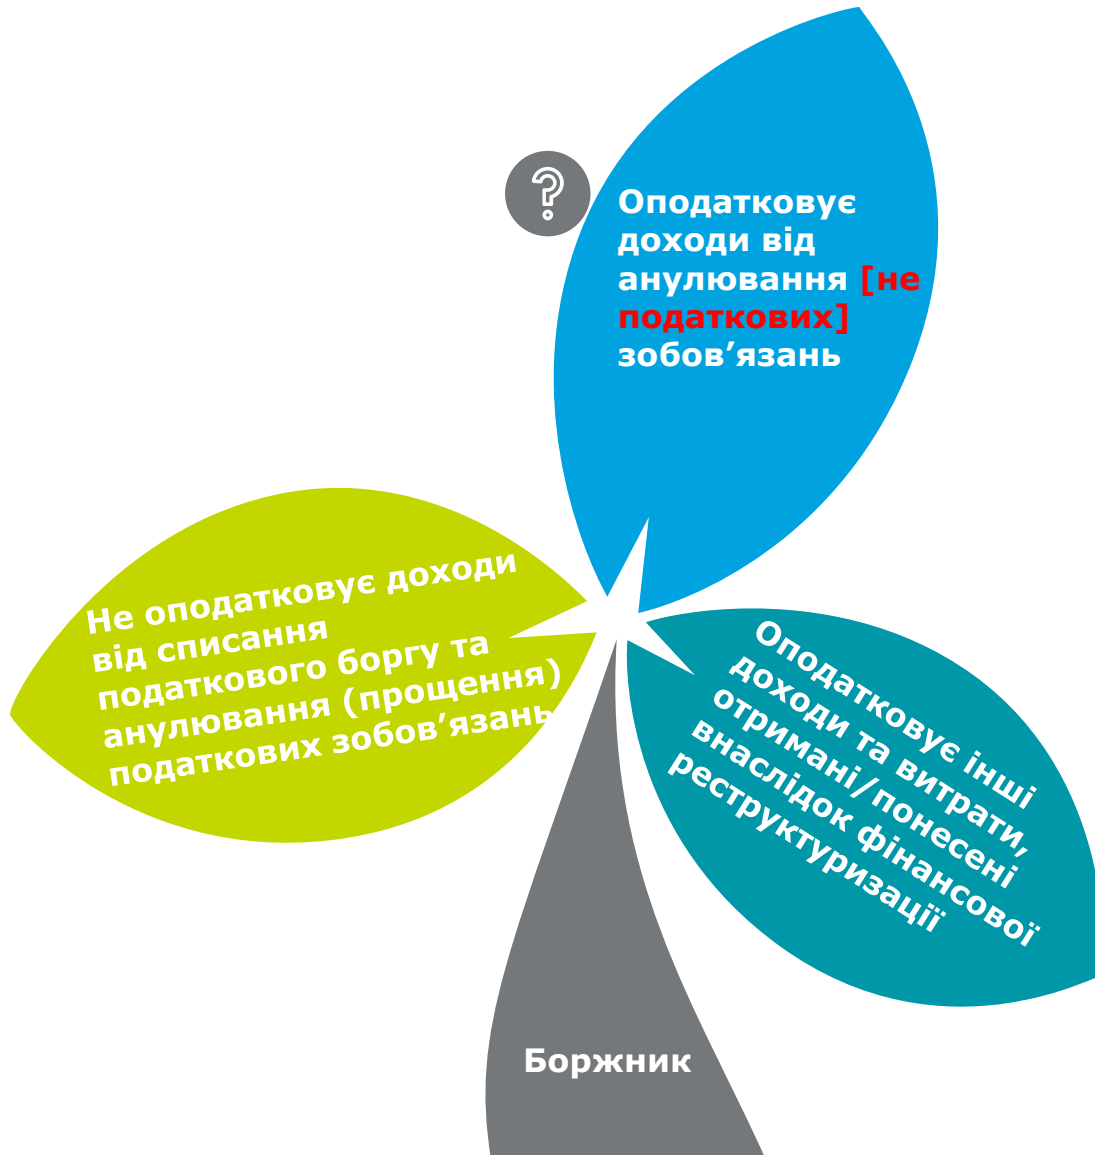 Оподатковує
доходи від
анулювання [не
податкових]
зобов’язань
Не оподатковує доходи
від списання
податкового боргу та
анулювання (прощення)
податкових зобов’язань
Оподатковує інші
доходи та витрати,
отримані/понесені
внаслідок фінансової
реструктуризації
Боржник